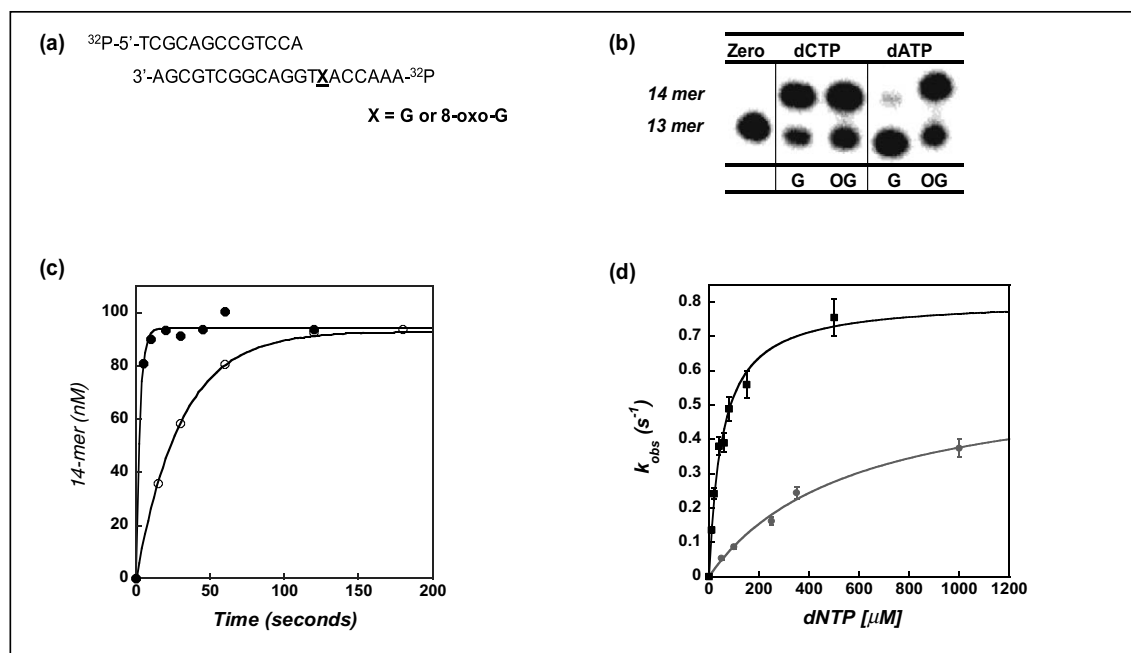 (a)
³²P-5'-TCGCAGCCGTCCA
3'-AGCGTCGGCAGGTXACCAAA-³²P
X = G or 8-oxo-G
(b)
Zero dCTP dATP
14 mer
13 mer
G OG G OG
(c)
100
80
60
40
20
0
14-mer (nM)
0 50 100 150 200
Time (seconds)
(d)
0.8
0.7
0.6
0.5
0.4
0.3
0.2
0.1
0
k_obs (s⁻¹)
0 200 400 600 800 1000 1200
dNTP [μM]